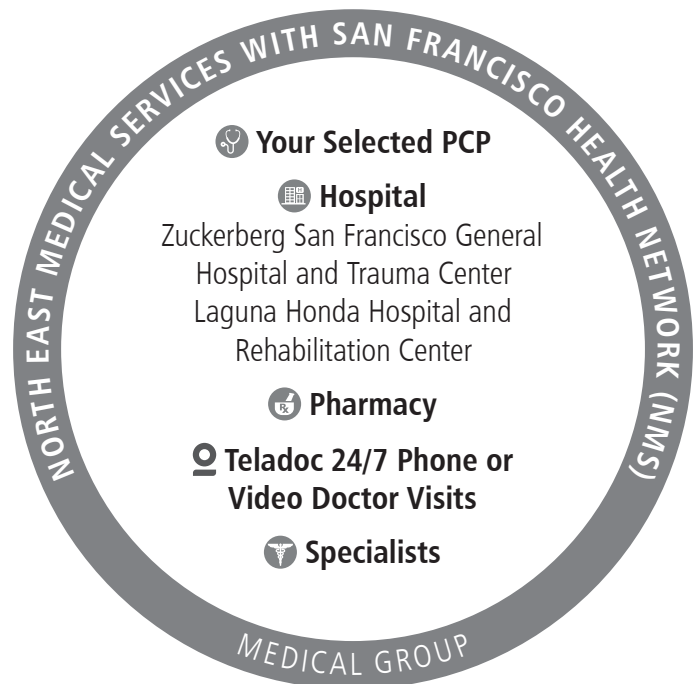 NORTH EAST MEDICAL SERVICES WITH SAN FRANCISCO HEALTH NETWORK (NMS)
Your Selected PCP
Hospital
Zuckerberg San Francisco General
Hospital and Trauma Center
Laguna Honda Hospital and
Rehabilitation Center
Rx
Pharmacy
Teladoc 24/7 Phone or
Video Doctor Visits
Specialists
MEDICAL GROUP